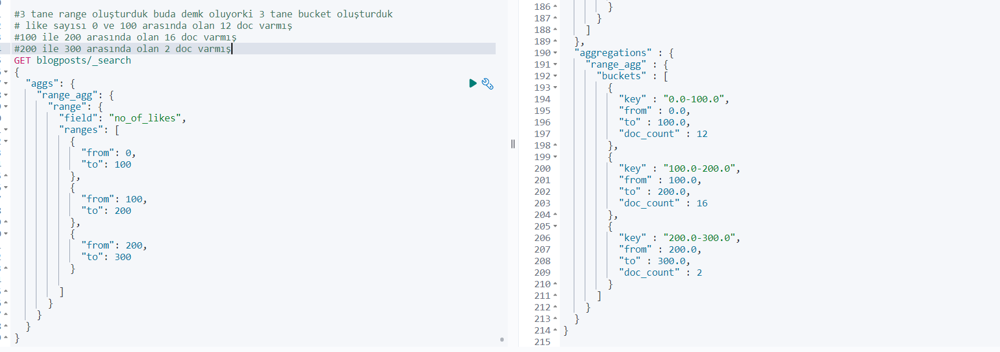 #3 tane range oluşturduk buda demk oluyorki 3 tane bucket oluşturduk
# like sayısı 0 ve 100 arasında olan 12 doc varmış
#100 ile 200 arasında olan 16 doc varmış
#200 ile 300 arasında olan 2 doc varmış
GET blogposts/_search
{
"aggs": {
"range_agg": {
"range": {
"field": "no_of_likes",
"ranges": [
{
"from": 0,
"to": 100
},
{
"from": 100,
"to": 200
},
{
"from": 200,
"to": 300
}
]
}
}
}
}
186 }
187 }
188 ]
189 },
190 "aggregations" : {
191 "range_agg" : {
192 "buckets" : [
193 {
194 "key" : "0.0-100.0",
195 "from" : 0.0,
196 "to" : 100.0,
197 "doc_count" : 12
198 },
199 {
200 "key" : "100.0-200.0",
201 "from" : 100.0,
202 "to" : 200.0,
203 "doc_count" : 16
204 },
205 {
206 "key" : "200.0-300.0",
207 "from" : 200.0,
208 "to" : 300.0,
209 "doc_count" : 2
210 }
211 ]
212 }
213 }
214 }
215